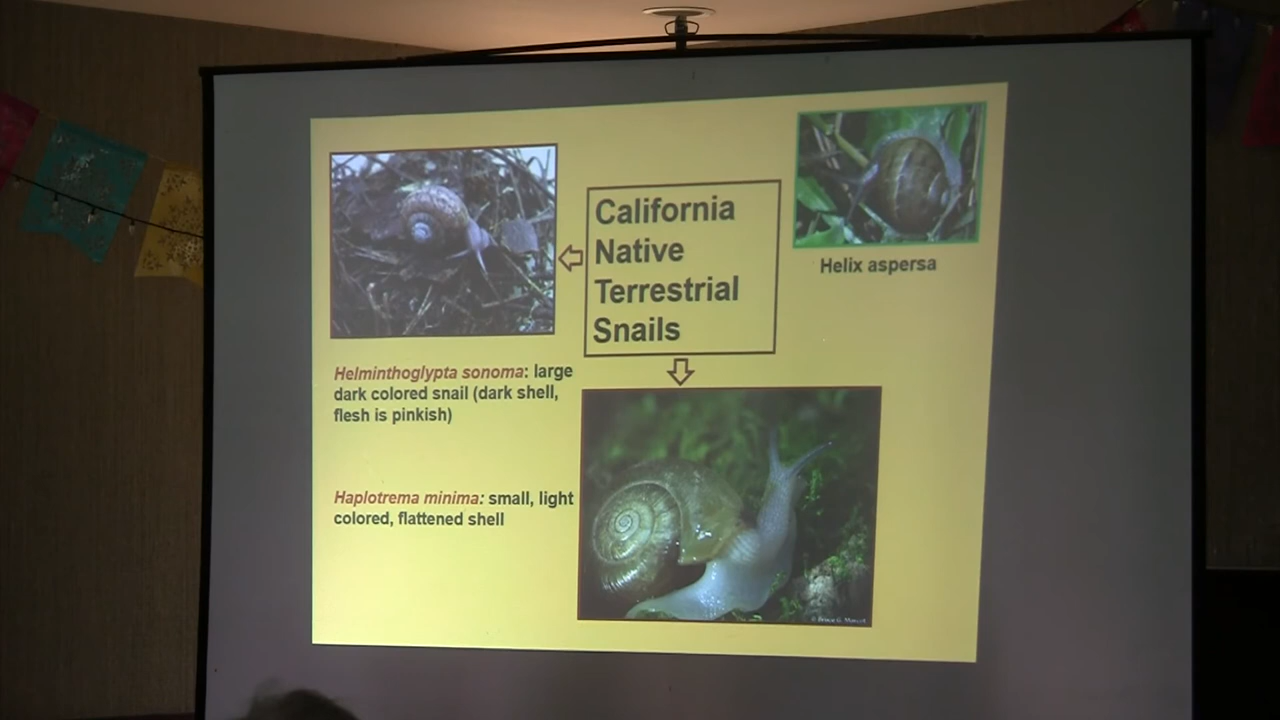 California
Native
Terrestrial
Snails
Helix aspersa
Helminthoglypta sonoma: large
dark colored snail (dark shell,
flesh is pinkish)
Haplotrema minima: small, light
colored, flattened shell